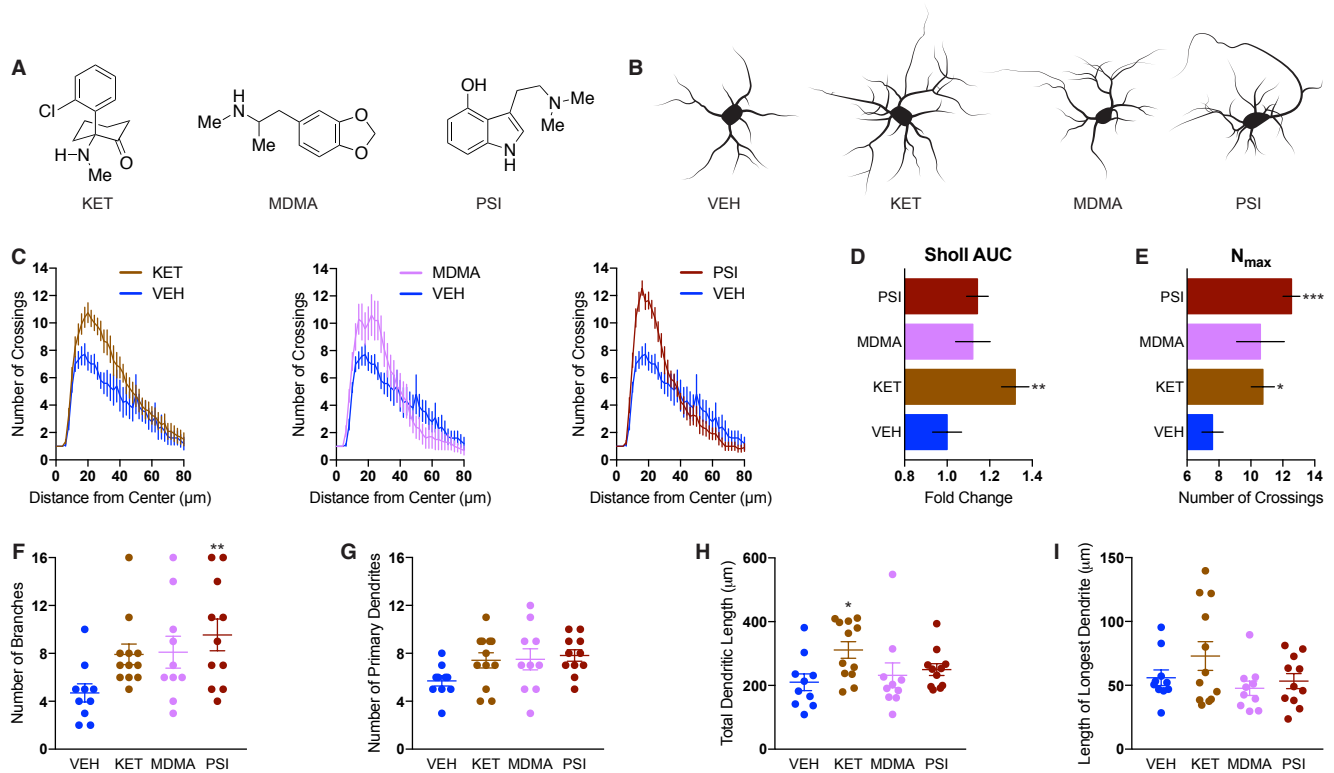 A
Cl
H
N
Me
O
KET
H
N
Me
Me
O
O
MDMA
OH
N
Me
Me
N
H
PSI
B
VEH
KET
MDMA
PSI
C
KET
VEH
Number of Crossings
14
12
10
8
6
4
2
0
0 20 40 60 80
Distance from Center (µm)
MDMA
VEH
Number of Crossings
14
12
10
8
6
4
2
0
0 20 40 60 80
Distance from Center (µm)
PSI
VEH
Number of Crossings
14
12
10
8
6
4
2
0
0 20 40 60 80
Distance from Center (µm)
D
Sholl AUC
PSI
MDMA
KET
**
VEH
0.8 1.0 1.2 1.4
Fold Change
E
Nmax
PSI
***
MDMA
KET
*
VEH
6 8 10 12 14
Number of Crossings
F
Number of Branches
16
12
8
4
0
**
VEH KET MDMA PSI
G
Number of Primary Dendrites
16
12
8
4
0
VEH KET MDMA PSI
H
Total Dendritic Length (µm)
600
400
200
0
*
VEH KET MDMA PSI
I
Length of Longest Dendrite (µm)
150
100
50
0
VEH KET MDMA PSI